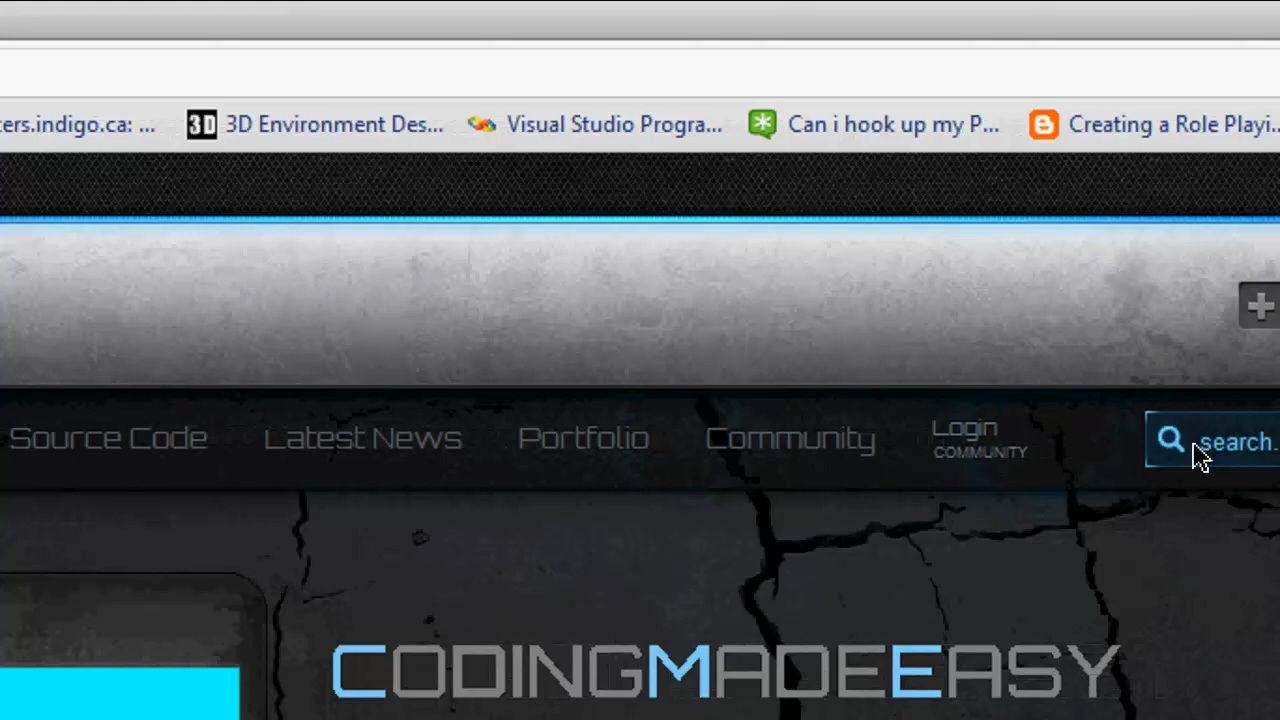 ers.indigo.ca: ...
3D 3D Environment Des...
Visual Studio Progra...
Can i hook up my P...
Creating a Role Playi...
Source Code
Latest News
Portfolio
Community
Login
COMMUNITY
search.
CODINGMADEEASY